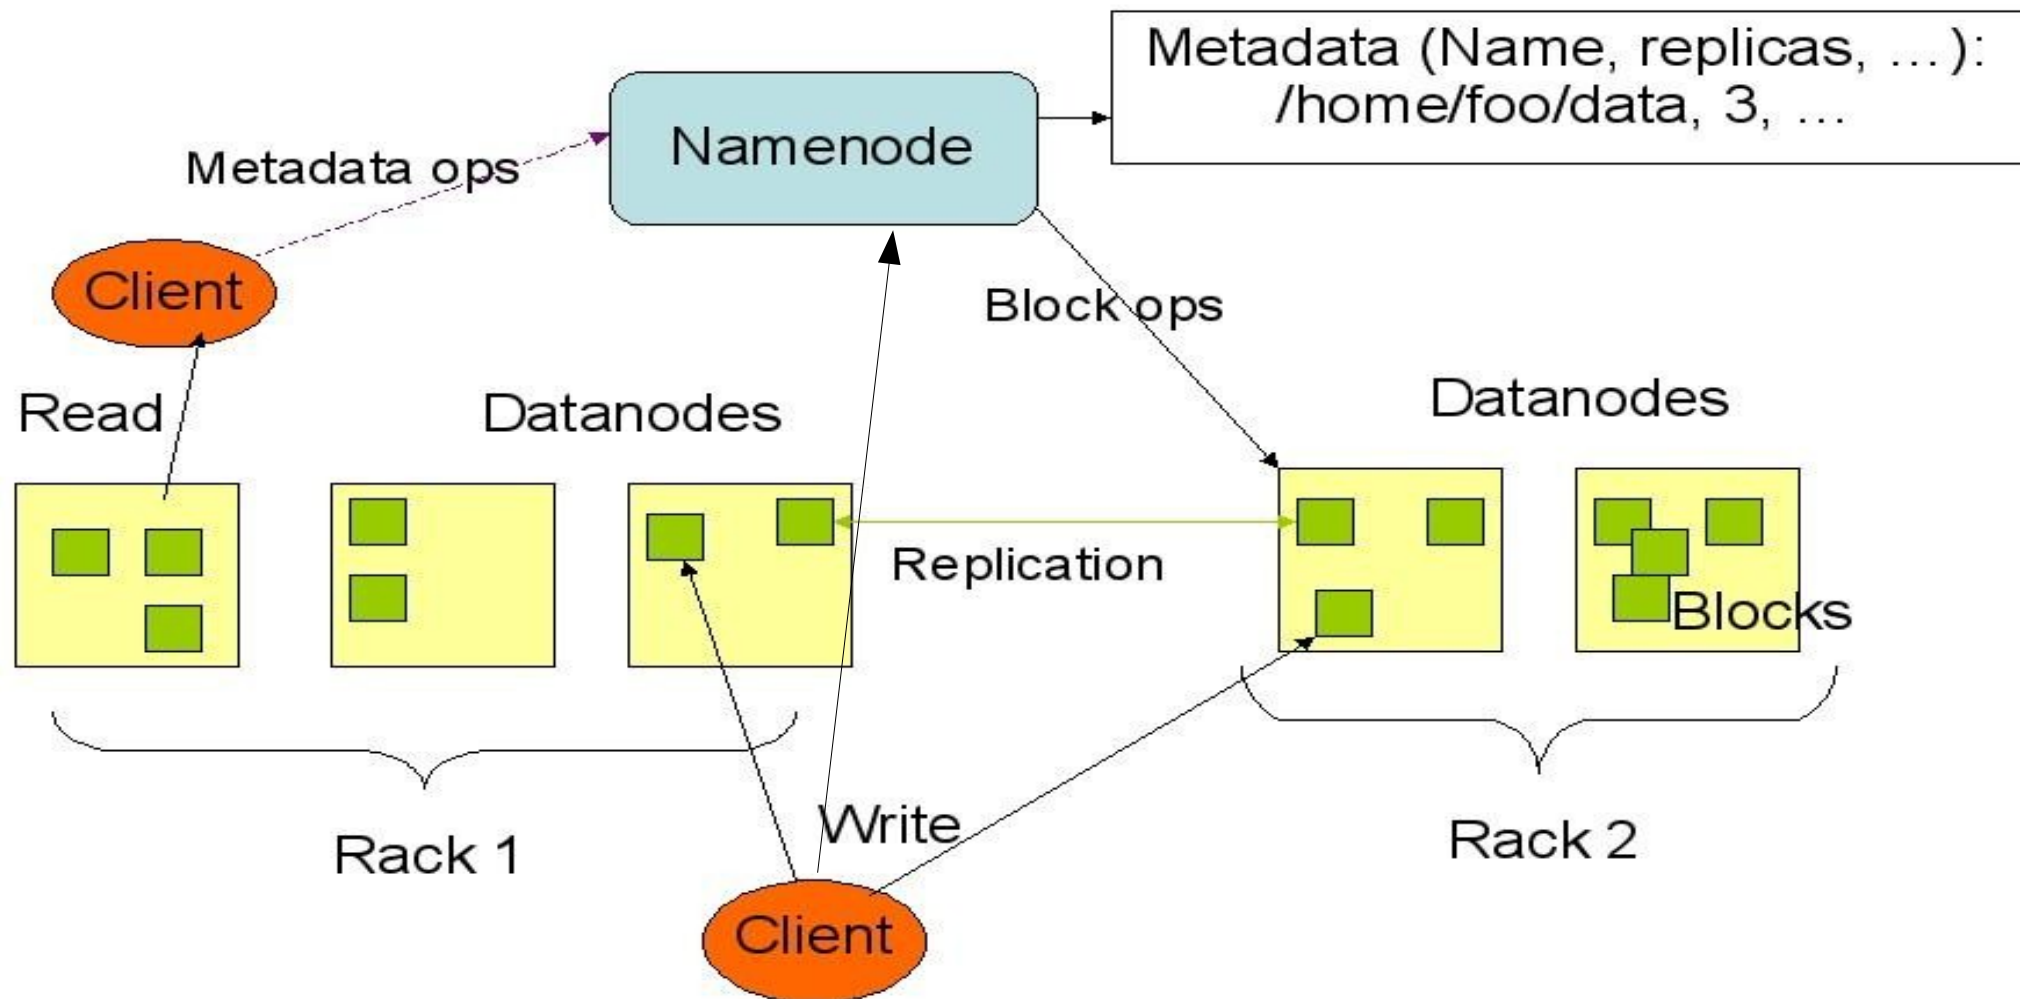 Metadata (Name, replicas, …):
/home/foo/data, 3, …
Namenode
Metadata ops
Client
Block ops
Read
Datanodes
Datanodes
Replication
Blocks
Rack 1
Write
Rack 2
Client